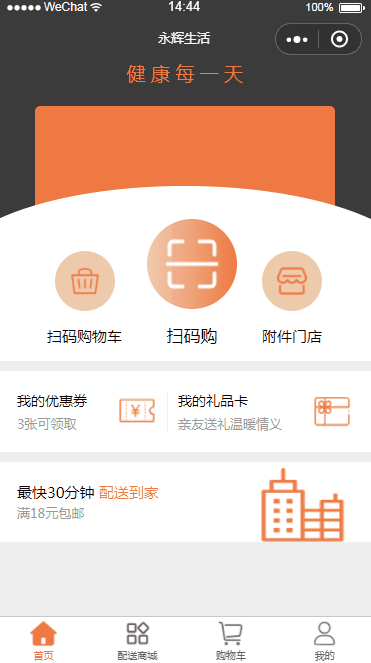 WeChat 14:44 100%
永辉生活
健康每一天
扫码购物车 扫码购 附件门店
我的优惠券 我的礼品卡
3张可领取 亲友送礼温暖情义
最快30分钟 配送到家
满18元包邮
首页 配送商城 购物车 我的